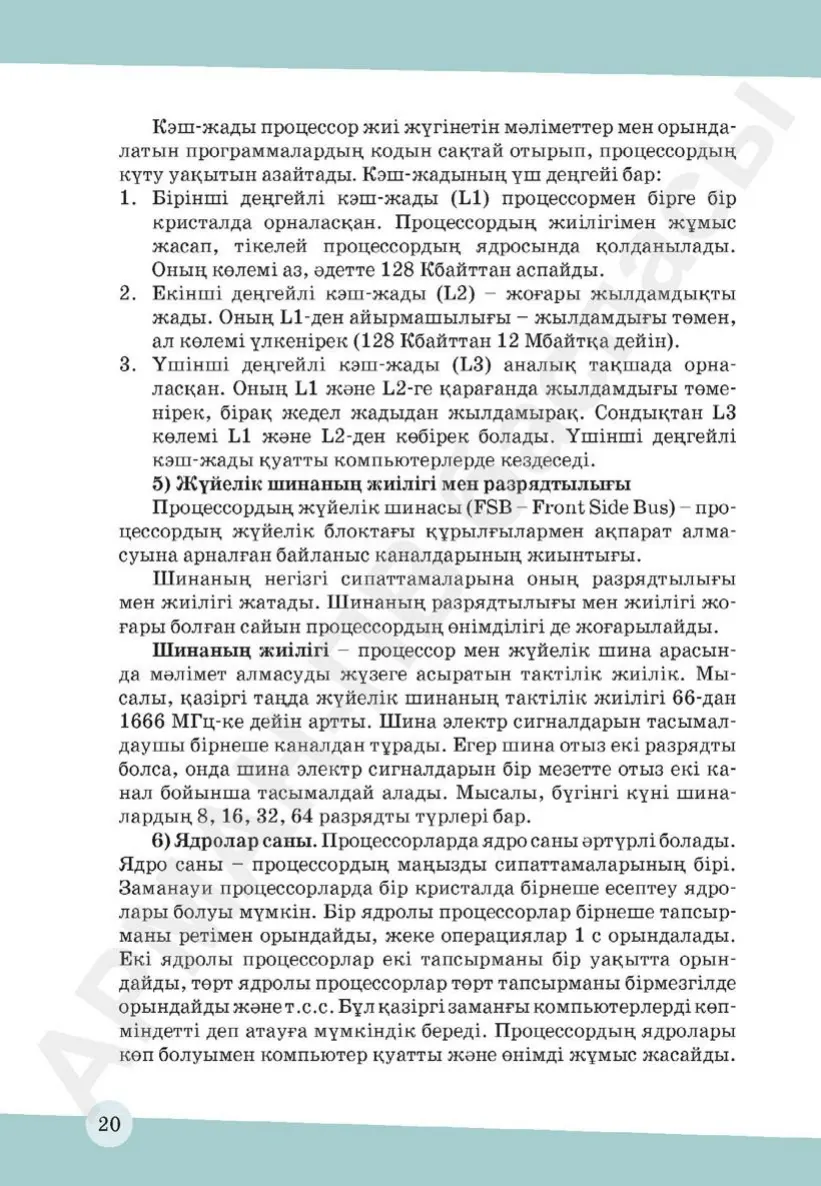 Кэш-жады процессор жиі жүгінетін мәліметтер мен орында-
латын программалардың кодын сақтай отырып, процессордың
күту уақытын азайтады. Кэш-жадының үш деңгейі бар:
1. Бірінші деңгейлі кэш-жады (L1) процессормен бірге бір
кристалда орналасқан. Процессордың жиілігімен жұмыс
жасап, тікелей процессордың ядросында қолданылады.
Оның көлемі аз, әдетте 128 Кбайттан аспайды.
2. Екінші деңгейлі кэш-жады (L2) – жоғары жылдамдықты
жады. Оның L1-ден айырмашылығы – жылдамдығы төмен,
ал көлемі үлкенірек (128 Кбайттан 12 Мбайтқа дейін).
3. Үшінші деңгейлі кэш-жады (L3) аналық тақшада орна-
ласқан. Оның L1 және L2-ге қарағанда жылдамдығы төме-
нірек, бірақ жедел жадыдан жылдамырақ. Сондықтан L3
көлемі L1 және L2-ден көбірек болады. Үшінші деңгейлі
кэш-жады қуатты компьютерлерде кездеседі.
5) Жүйелік шинаның жиілігі мен разрядтылығы
Процессордың жүйелік шинасы (FSB – Front Side Bus) – про-
цессордың жүйелік блоктағы құрылғылармен ақпарат алма-
суына арналған байланыс каналдарының жиынтығы.
Шинаның негізгі сипаттамаларына оның разрядтылығы
мен жиілігі жатады. Шинаның разрядтылығы мен жиілігі жо-
ғары болған сайын процессордың өнімділігі де жоғарылайды.
Шинаның жиілігі – процессор мен жүйелік шина арасын-
да мәлімет алмасуды жүзеге асыратын тактілік жиілік. Мы-
салы, қазіргі таңда жүйелік шинаның тактілік жиілігі 66-дан
1666 МГц-ке дейін артты. Шина электр сигналдарын тасымал-
даушы бірнеше каналдан тұрады. Егер шина отыз екі разрядты
болса, онда шина электр сигналдарын бір мезетте отыз екі ка-
нал бойынша тасымалдай алады. Мысалы, бүгінгі күні шина-
лардың 8, 16, 32, 64 разрядты түрлері бар.
6) Ядролар саны. Процессорларда ядро саны әртүрлі болады.
Ядро саны – процессордың маңызды сипаттамаларының бірі.
Заманауи процессорларда бір кристалда бірнеше есептеу ядро-
лары болуы мүмкін. Бір ядролы процессорлар бірнеше тапсыр-
маны ретімен орындайды, жеке операциялар 1 с орындалады.
Екі ядролы процессорлар екі тапсырманы бір уақытта орын-
дайды, төрт ядролы процессорлар төрт тапсырманы бірмезгілде
орындайды және т.с.с. Бұл қазіргі заманғы компьютерлерді көп-
міндетті деп атауға мүмкіндік береді. Процессордың ядролары
көп болуымен компьютер қуатты және өнімді жұмыс жасайды.
20
АРМАН-ПВ баспасы